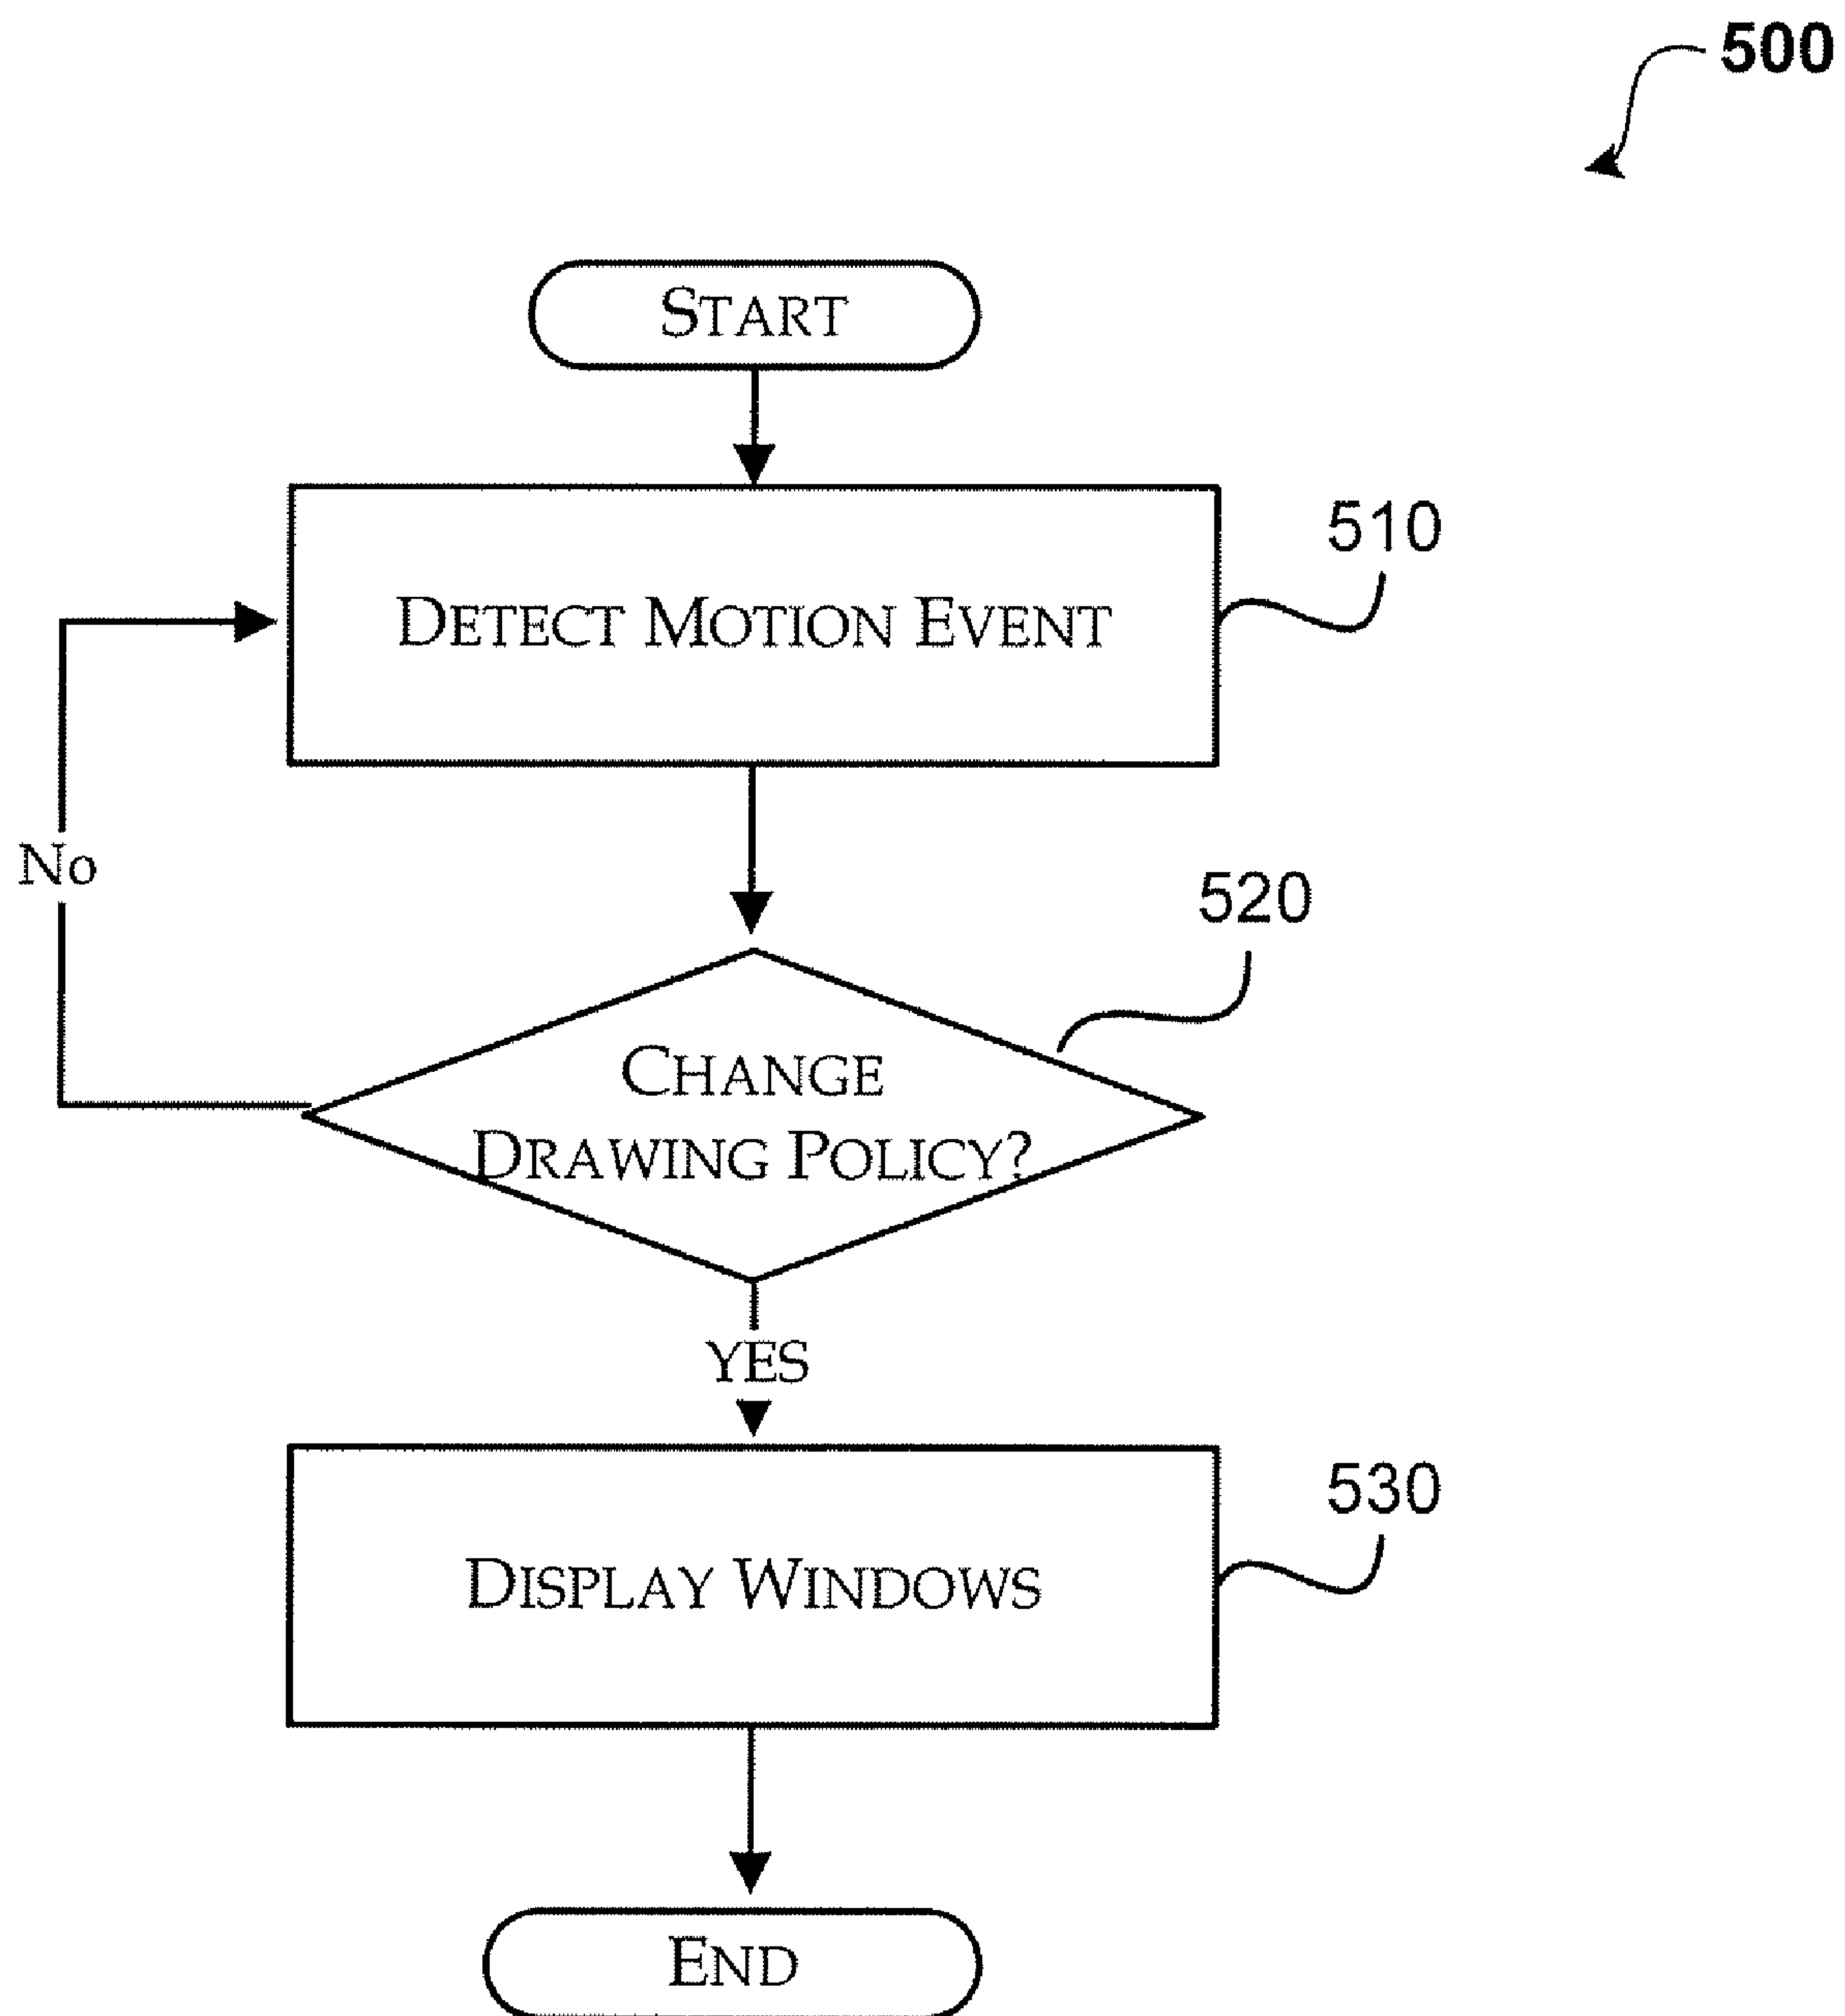 500
START
DETECT MOTION EVENT
510
No
520
CHANGE
DRAWING POLICY?
YES
530
DISPLAY WINDOWS
END